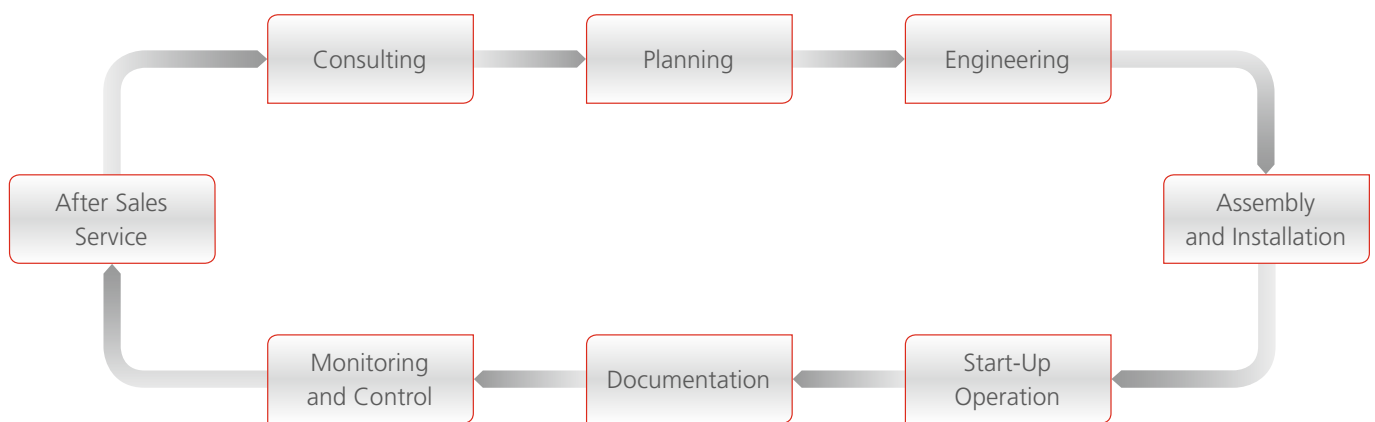 Consulting
Planning
Engineering
After Sales
Service
Assembly
and Installation
Monitoring
and Control
Documentation
Start-Up
Operation